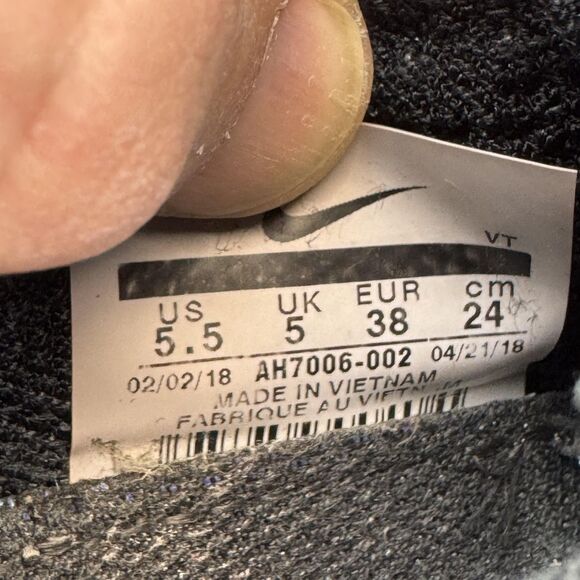 VT
US UK EUR cm
5.5 5 38 24
02/02/18 AH7006-002 04/21/18
MADE IN VIETNAM
FABRIQUE AU VIETNAM